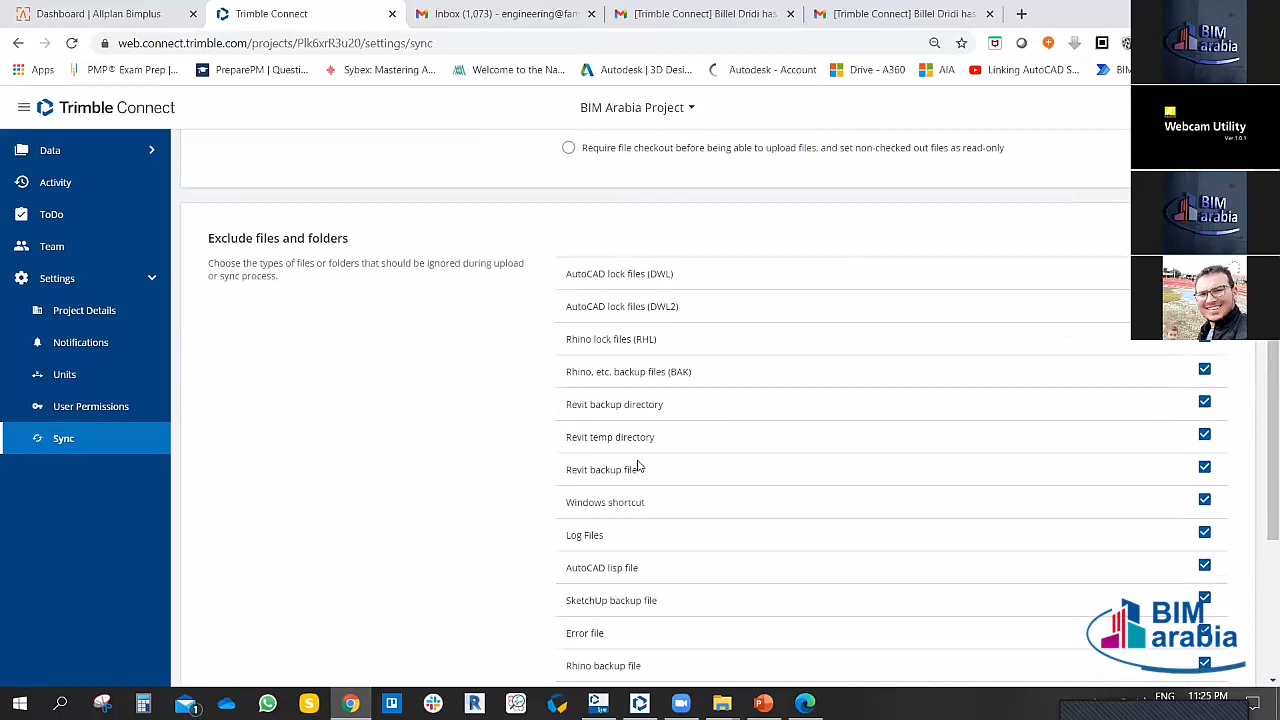 Dashboard | Allplan Bimplus
Trimble Connect
Inbox (1,073) - engineering@fam
[Trimble Connect] Billel Dridi has
[Trimble Connect] Billel Dridi has
web.connect.trimble.com/projects/Plk6xrR3u20/settings/sync
Apps
PMP® Exam Prep |...
PreparePM | Questi...
Sybex: Mastering /...
Welcome to the Na...
Autodesk | 3D Desi...
Autodesk - Account
Drive - A360
AIA
Linking AutoCAD S...
BIM
Trimble Connect
BIM Arabia Project
BIM
arabia
Webcam Utility
Ver.1.0.1
BIM
arabia
Data
Activity
ToDo
Team
Settings
Project Details
Notifications
Units
User Permissions
Sync
Require file checkout before being able to upload files, and set non-checked out files as read-only
Exclude files and folders
Choose the types of files or folders that should be ignored during upload
or sync process.
AutoCAD lock files (DWL)
AutoCAD lock files (DWL2)
Rhino lock files (RHL)
Rhino, etc. backup files (BAK)
Revit backup directory
Revit temp directory
Revit backup files
Windows shortcut
Log Files
AutoCAD lisp file
SketchUp backup file
Error file
Rhino backup file
BIM
arabia
ENG
11:25 PM